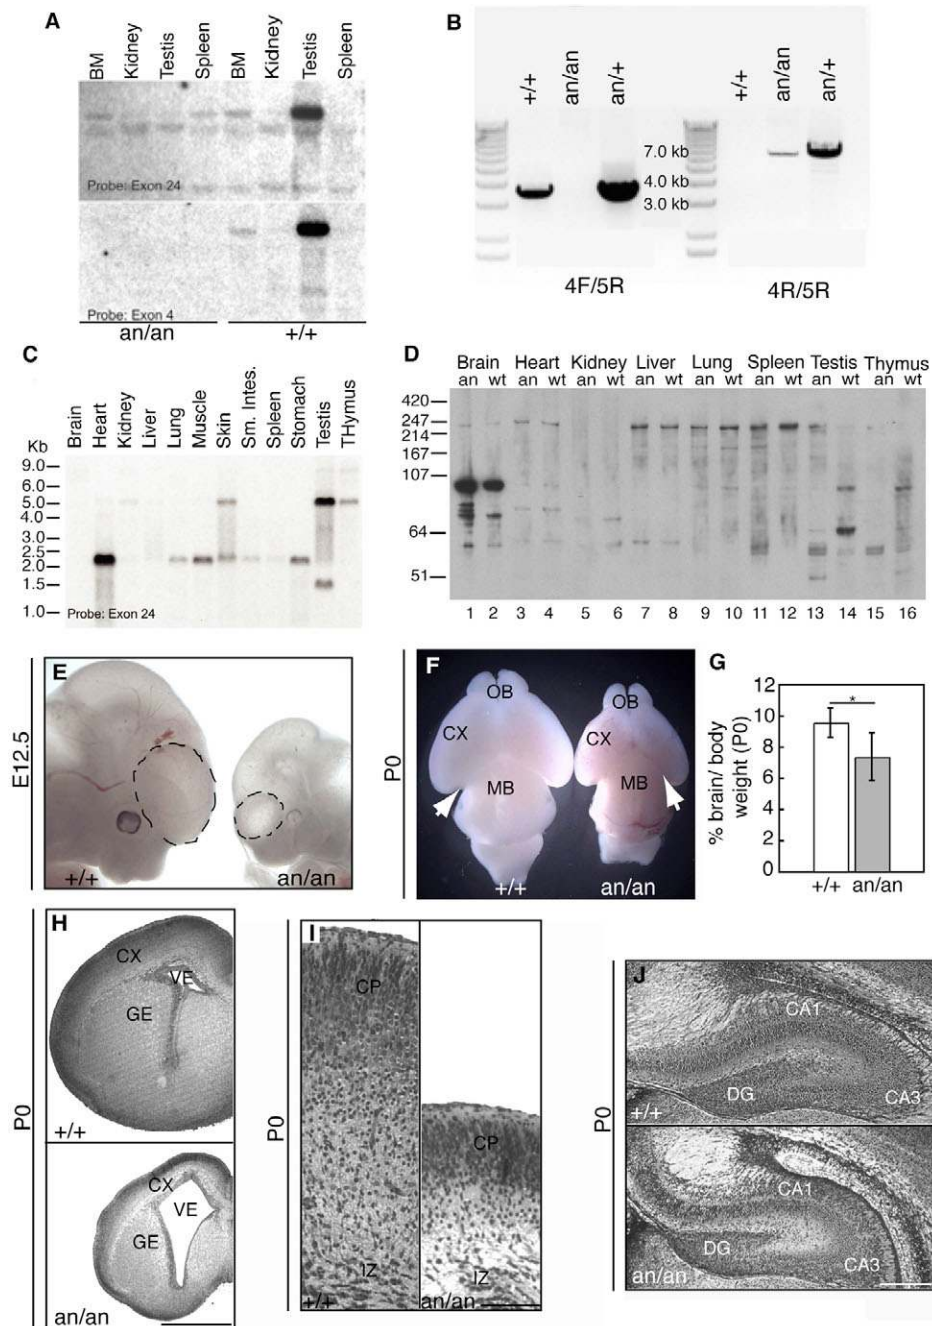 A
BM Kidney Testis Spleen BM Kidney Testis Spleen
Probe: Exon 24
Probe: Exon 4
an/an +/+
B
+/+ an/an an/+ +/+ an/an an/+
7.0 kb
4.0 kb
3.0 kb
4F/5R 4R/5R
C
Brain Heart Kidney Liver Lung Muscle Skin Sm. Intes. Spleen Stomach Testis THymus
Kb
9.0
6.0
5.0
4.0
3.0
2.5
2.0
1.5
1.0
Probe: Exon 24
D
Brain Heart Kidney Liver Lung Spleen Testis Thymus
an wt an wt an wt an wt an wt an wt an wt an wt
420
247
214
167
107
64
51
1 2 3 4 5 6 7 8 9 10 11 12 13 14 15 16
E12.5
E
+/+ an/an
P0
F
OB OB
CX CX
MB MB
+/+ an/an
G
% brain/ body weight (P0)
12
10
8
6
4
2
0
*
+/+ an/an
P0
H
CX
VE
GE
+/+
CX
VE
GE
an/an
P0
I
CP
IZ
+/+
CP
IZ
an/an
P0
J
CA1
DG
CA3
+/+
CA1
DG
CA3
an/an